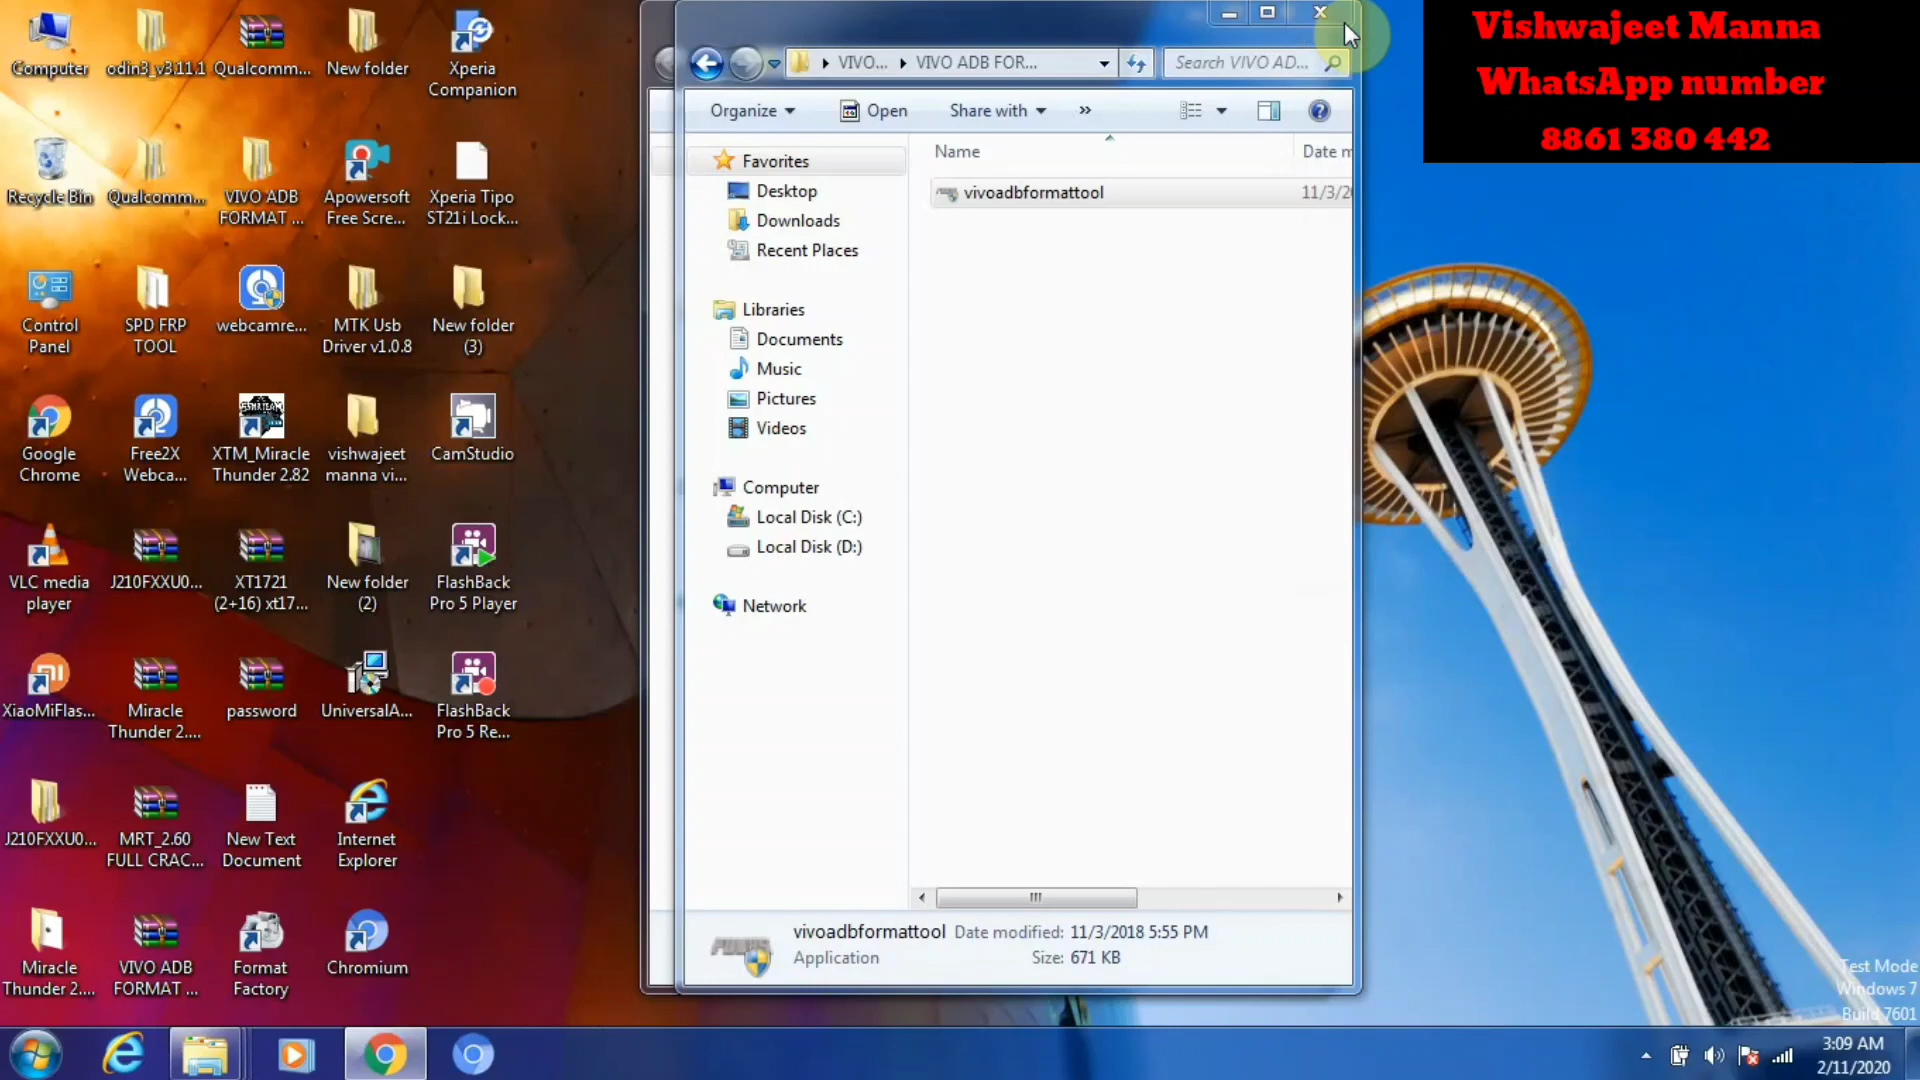 Vishwajeet Manna
WhatsApp number
8861 380 442
Computer
odin3_v3.11.1
Qualcomm...
New folder
Xperia
Companion
Recycle Bin
Qualcomm...
VIVO ADB
FORMAT ...
Apowersoft
Free Scre...
Xperia Tipo
ST21i Lock...
Control
Panel
SPD FRP
TOOL
webcamre...
MTK Usb
Driver v1.0.8
New folder
(3)
Google
Chrome
Free2X
Webca...
XTM_Miracle
Thunder 2.82
vishwajeet
manna vi...
CamStudio
VLC media
player
J210FXXU0...
XT1721
(2+16) xt17...
New folder
(2)
FlashBack
Pro 5 Player
XiaoMiFlas...
Miracle
Thunder 2....
password
UniversalA...
FlashBack
Pro 5 Re...
J210FXXU0...
MRT_2.60
FULL CRAC...
New Text
Document
Internet
Explorer
Miracle
Thunder 2....
VIVO ADB
FORMAT ...
Format
Factory
Chromium
VIVO...
VIVO ADB FOR...
Search VIVO AD...
Organize
Open
Share with
»
Name
Date m
vivoadbformattool
11/3/20
Favorites
Desktop
Downloads
Recent Places
Libraries
Documents
Music
Pictures
Videos
Computer
Local Disk (C:)
Local Disk (D:)
Network
vivoadbformattool Date modified: 11/3/2018 5:55 PM
Application Size: 671 KB
Test Mode
Windows 7
Build 7601
3:09 AM
2/11/2020